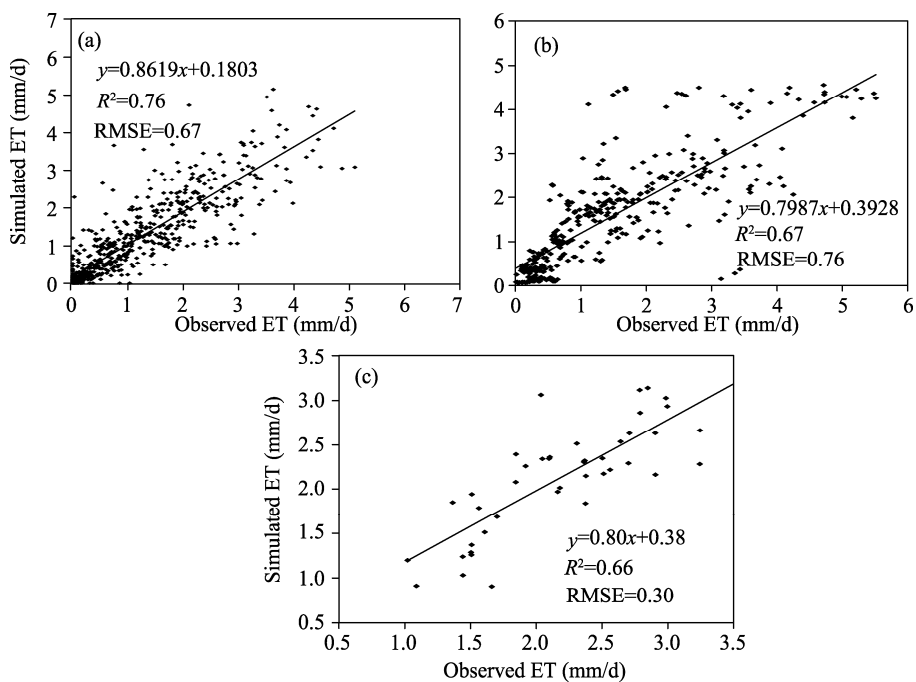 (a)
y=0.8619x+0.1803
R²=0.76
RMSE=0.67
Simulated ET (mm/d)
7
6
5
4
3
2
1
0
0 1 2 3 4 5 6 7
Observed ET (mm/d)
(b)
y=0.7987x+0.3928
R²=0.67
RMSE=0.76
6
5
4
3
2
1
0
0 1 2 3 4 5 6
Observed ET (mm/d)
(c)
y=0.80x+0.38
R²=0.66
RMSE=0.30
Simulated ET (mm/d)
3.5
3.0
2.5
2.0
1.5
1.0
0.5
0.5 1.0 1.5 2.0 2.5 3.0 3.5
Observed ET (mm/d)